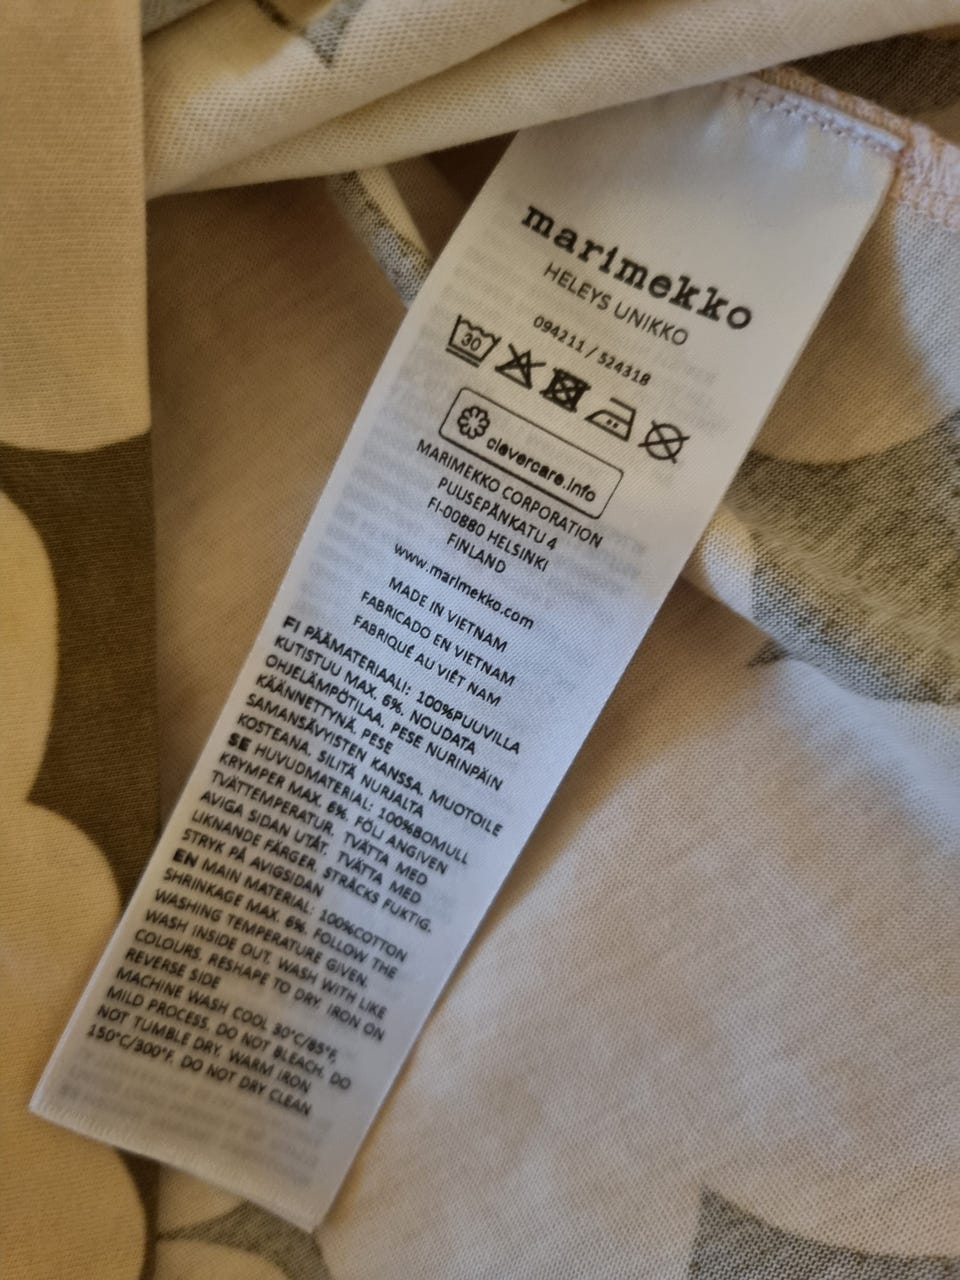 marimekko
HELEYS UNIKKO
094211 / 524318
30
clevercare.info
MARIMEKKO CORPORATION
PUUSEPÄNKATU 4
FI-00880 HELSINKI
FINLAND
www.marimekko.com
MADE IN VIETNAM
FABRICADO EN VIETNAM
FABRIQUÉ AU VIÊT NAM
FI PÄÄMATERIAALI: 100%PUUVILLA
KUTISTUU MAX. 6%. NOUDATA
OHJELÄMPÖTILAA. PESE NURINPÄIN
KÄÄNNETTYNÄ. PESE
SAMANSÄVYISTEN KANSSA. MUOTOILE
KOSTEANA. SILITÄ NURJALTA
SE HUVUDMATERIAL: 100%BOMULL
KRYMPER MAX. 6%. FÖLJ ANGIVEN
TVÄTTEMPERATUR. TVÄTTA MED
AVIGA SIDAN UTÅT. TVÄTTA MED
LIKNANDE FÄRGER. STRÄCKS FUKTIG.
STRYK PÅ AVIGSIDAN
EN MAIN MATERIAL: 100%COTTON
SHRINKAGE MAX. 6%. FOLLOW THE
WASHING TEMPERATURE GIVEN.
WASH INSIDE OUT. WASH WITH LIKE
COLOURS. RESHAPE TO DRY. IRON ON
REVERSE SIDE
MACHINE WASH COOL 30°C/85°F,
MILD PROCESS. DO NOT BLEACH. DO
NOT TUMBLE DRY. WARM IRON
150°C/300°F. DO NOT DRY CLEAN